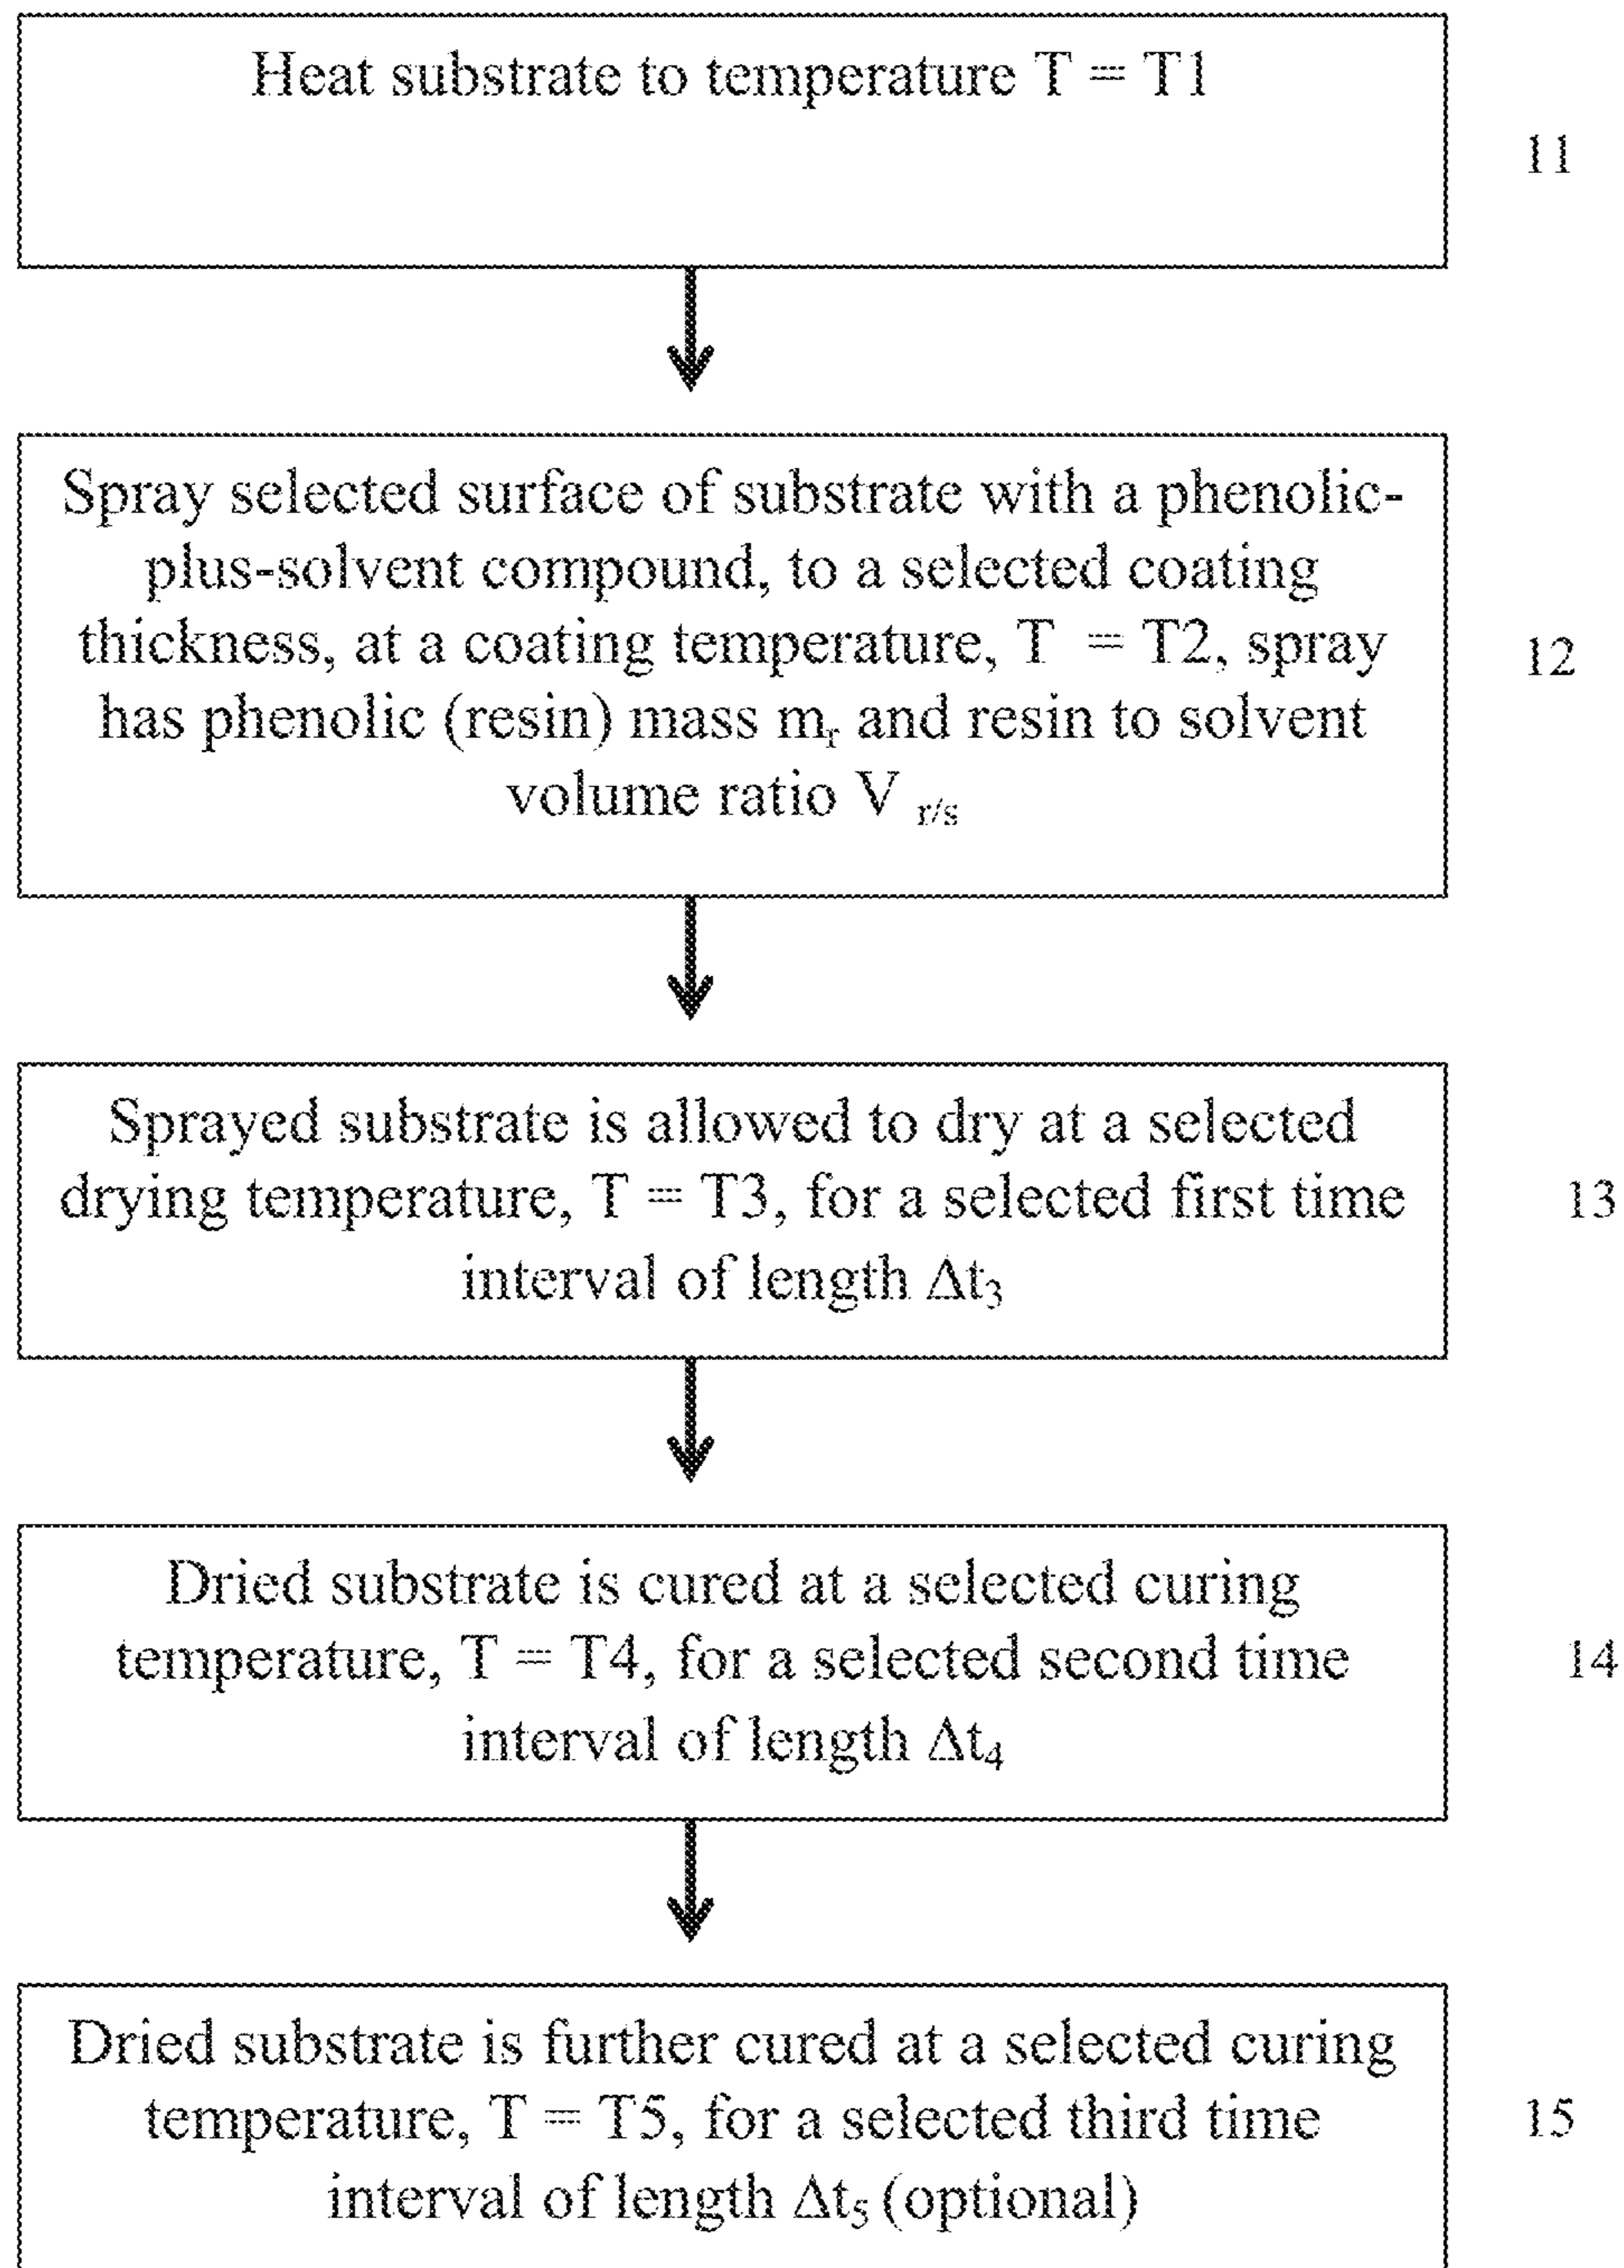 Heat substrate to temperature T = T1
11
Spray selected surface of substrate with a phenolic-
plus-solvent compound, to a selected coating
thickness, at a coating temperature, T = T2, spray
has phenolic (resin) mass mᵣ and resin to solvent
volume ratio V r/s
12
Sprayed substrate is allowed to dry at a selected
drying temperature, T = T3, for a selected first time
interval of length Δt₃
13
Dried substrate is cured at a selected curing
temperature, T = T4, for a selected second time
interval of length Δt₄
14
Dried substrate is further cured at a selected curing
temperature, T = T5, for a selected third time
interval of length Δt₅ (optional)
15